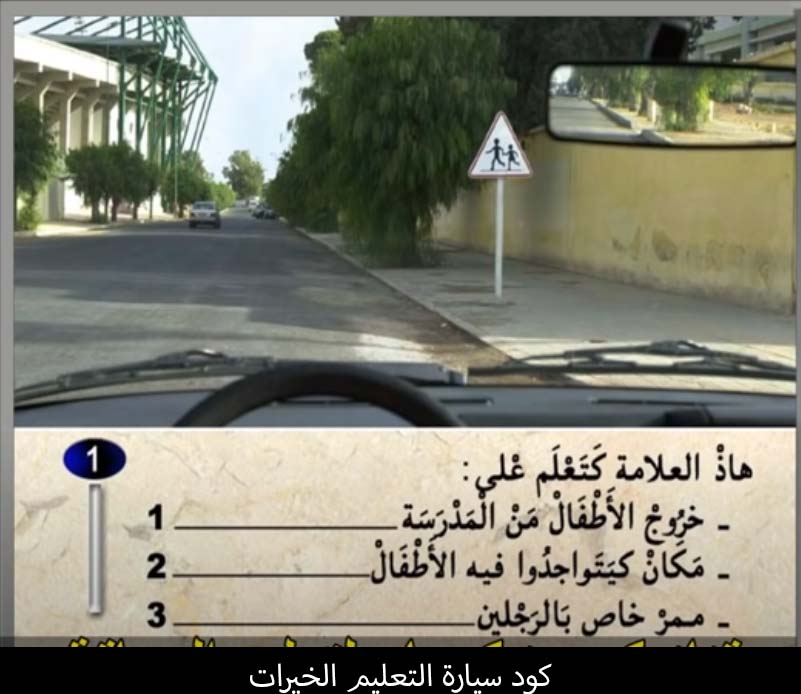 1
هاذْ العلامة كَتَعْلَم عْلى:
ـ خرُوجْ الأَطْفَالْ مَنْ الْمَدْرَسَة 1
ـ مَكَانْ كيَتَواجدُوا فيه الأَطْفَالْ 2
ـ ممرْ خاص بَالرَجْلين 3
كود سيارة التعليم الخيرات